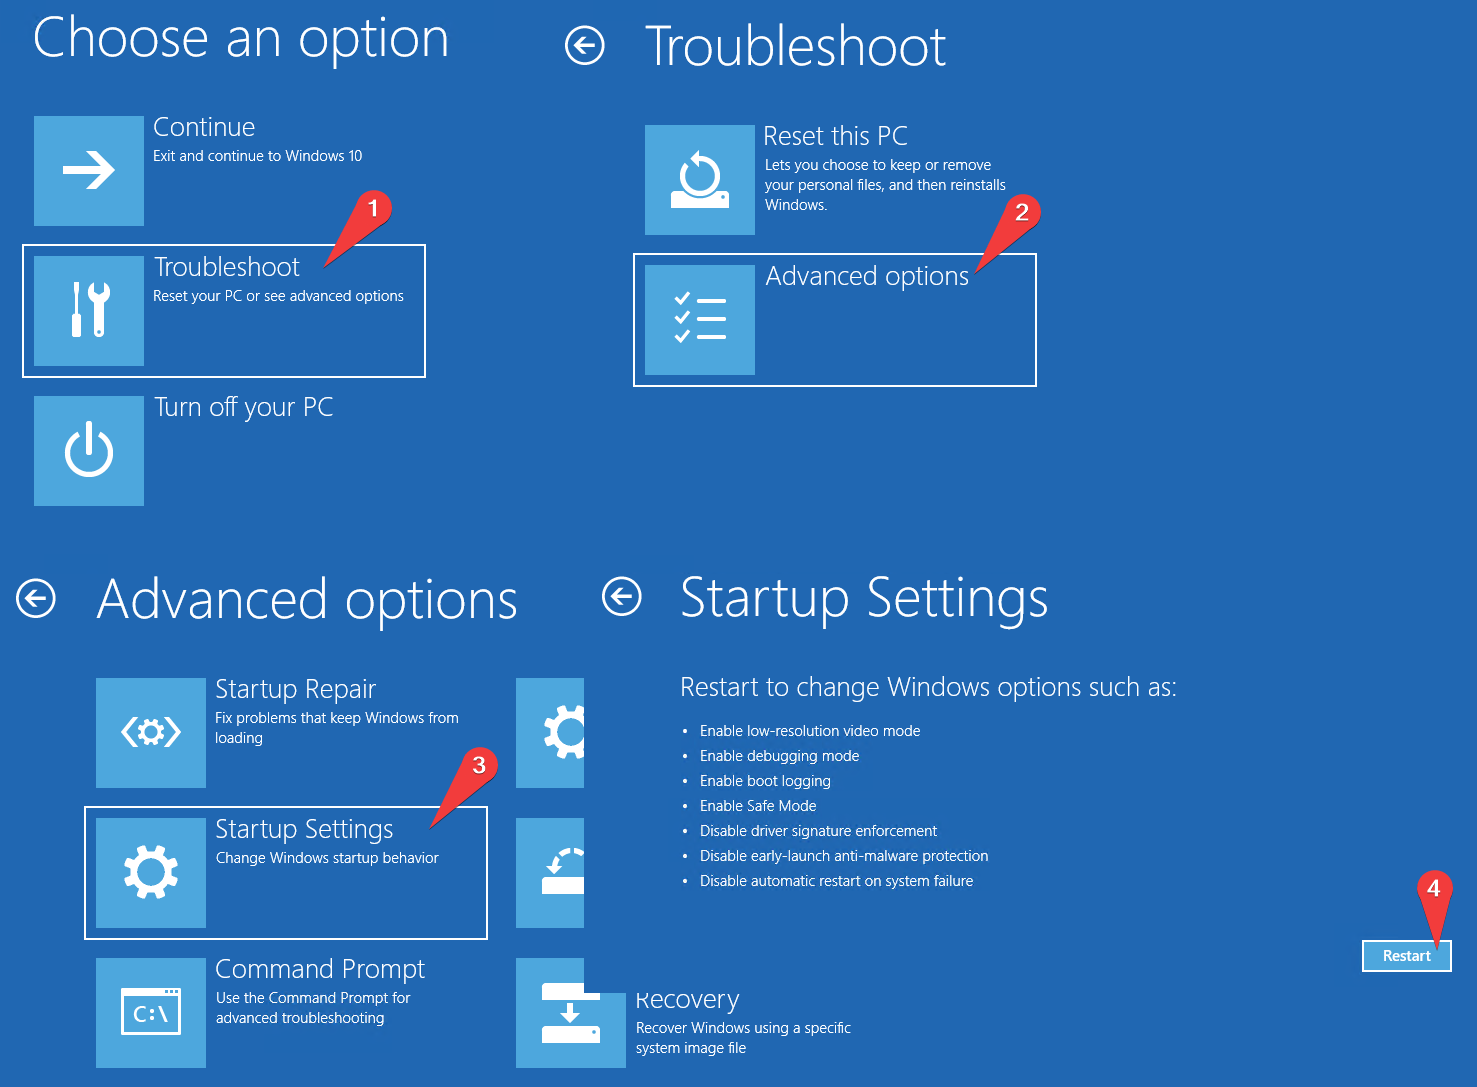 Choose an option
Continue
Exit and continue to Windows 10
1
Troubleshoot
Reset your PC or see advanced options
Turn off your PC
Troubleshoot
Reset this PC
Lets you choose to keep or remove
your personal files, and then reinstalls
Windows.
2
Advanced options
Advanced options
Startup Repair
Fix problems that keep Windows from
loading
3
Startup Settings
Change Windows startup behavior
Command Prompt
Use the Command Prompt for
advanced troubleshooting
C:\
Recovery
Recover Windows using a specific
system image file
Startup Settings
Restart to change Windows options such as:
• Enable low-resolution video mode
• Enable debugging mode
• Enable boot logging
• Enable Safe Mode
• Disable driver signature enforcement
• Disable early-launch anti-malware protection
• Disable automatic restart on system failure
4
Restart